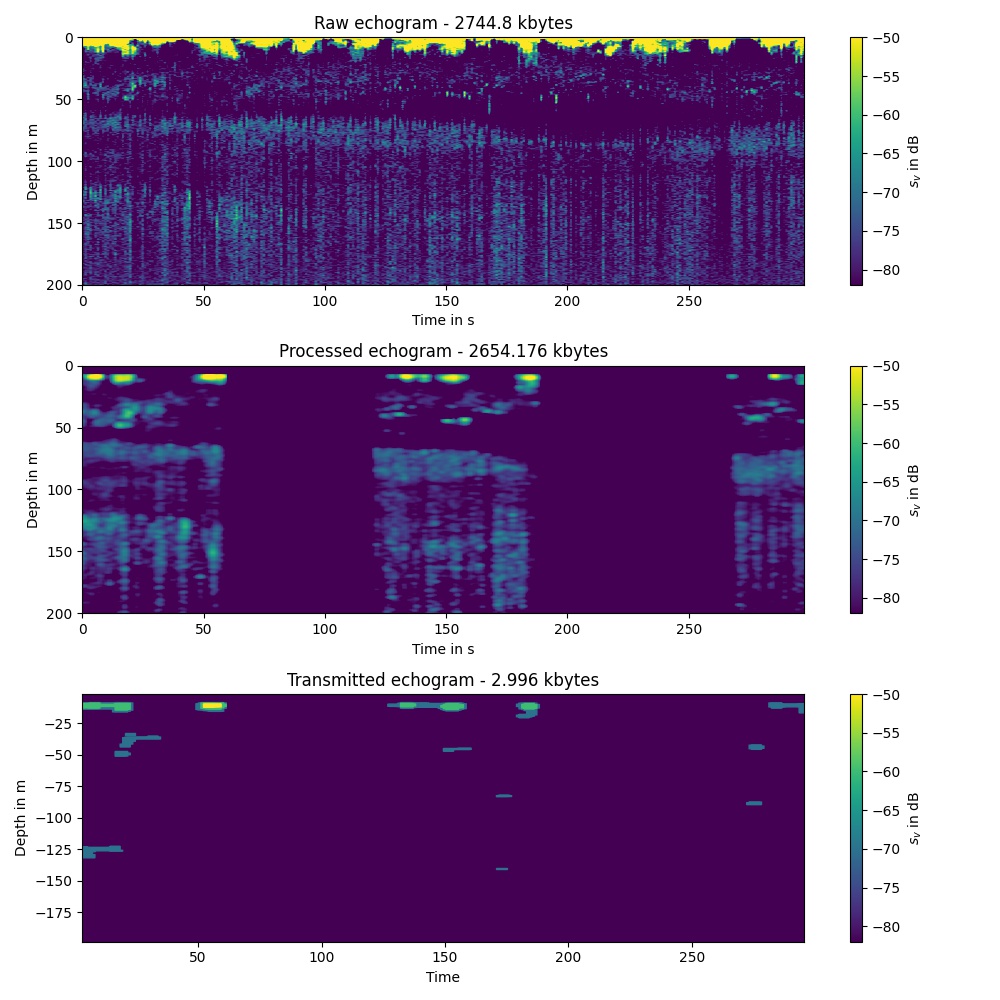 Raw echogram - 2744.8 kbytes
0
50
100
150
200
Depth in m
0 50 100 150 200 250
Time in s
−50
−55
−60
−65
−70
−75
−80
sv in dB
Processed echogram - 2654.176 kbytes
0
50
100
150
200
Depth in m
0 50 100 150 200 250
Time in s
−50
−55
−60
−65
−70
−75
−80
sv in dB
Transmitted echogram - 2.996 kbytes
−25
−50
−75
−100
−125
−150
−175
Depth in m
50 100 150 200 250
Time
−50
−55
−60
−65
−70
−75
−80
sv in dB